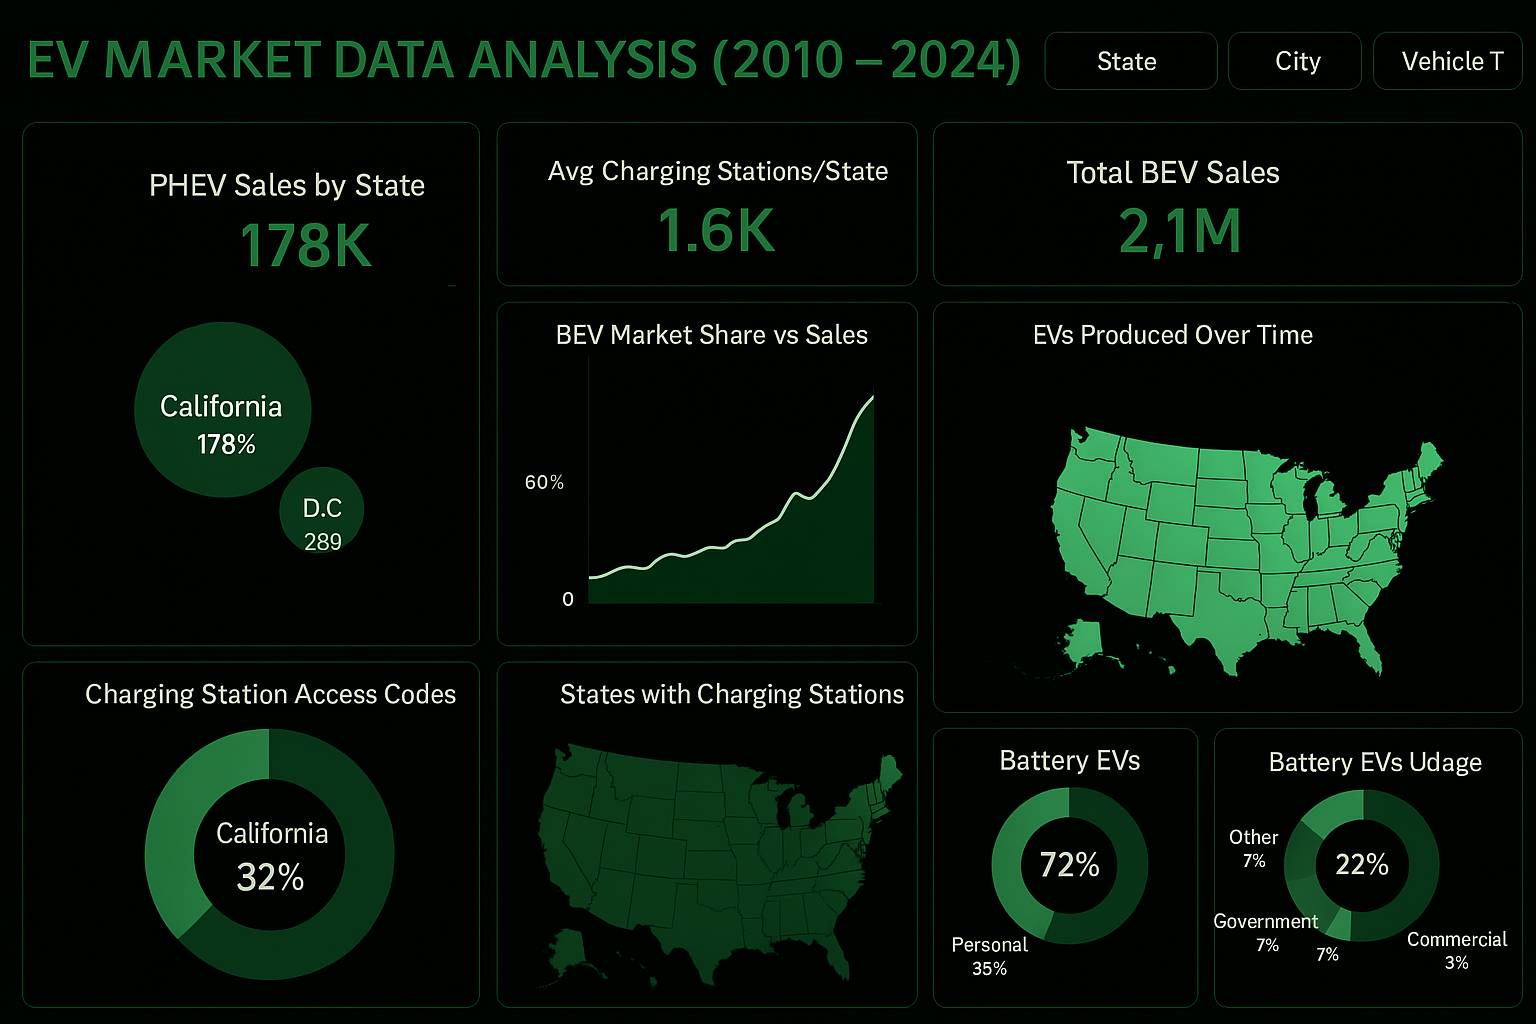 EV MARKET DATA ANALYSIS (2010 – 2024)
State
City
Vehicle T
PHEV Sales by State
178K
California
178%
D.C
289
Avg Charging Stations/State
1.6K
Total BEV Sales
2,1M
BEV Market Share vs Sales
60%
0
EVs Produced Over Time
Charging Station Access Codes
California
32%
States with Charging Stations
Battery EVs
72%
Personal
35%
Battery EVs Udage
Other
7%
22%
Government
7%
7%
Commercial
3%